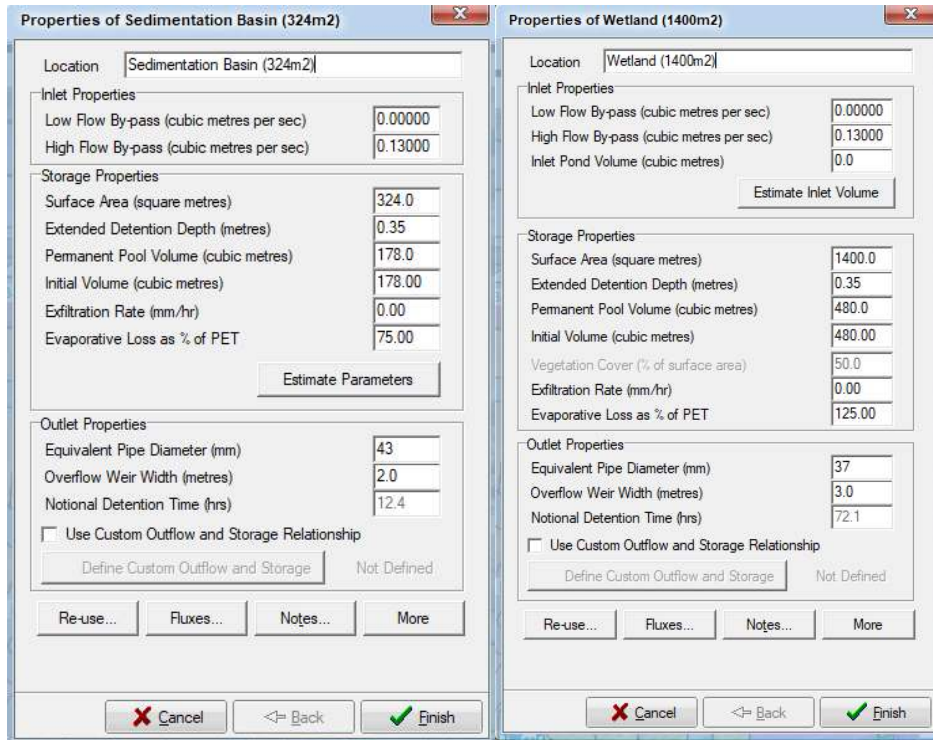 Properties of Sedimentation Basin (324m2)
Location Sedimentation Basin (324m2)
Inlet Properties
Low Flow By-pass (cubic metres per sec) 0.00000
High Flow By-pass (cubic metres per sec) 0.13000
Storage Properties
Surface Area (square metres) 324.0
Extended Detention Depth (metres) 0.35
Permanent Pool Volume (cubic metres) 178.0
Initial Volume (cubic metres) 178.00
Exfiltration Rate (mm/hr) 0.00
Evaporative Loss as % of PET 75.00
Estimate Parameters
Outlet Properties
Equivalent Pipe Diameter (mm) 43
Overflow Weir Width (metres) 2.0
Notional Detention Time (hrs) 12.4
Use Custom Outflow and Storage Relationship
Define Custom Outflow and Storage Not Defined
Re-use... Fluxes... Notes... More
Cancel <= Back Finish
Properties of Wetland (1400m2)
Location Wetland (1400m2)
Inlet Properties
Low Flow By-pass (cubic metres per sec) 0.00000
High Flow By-pass (cubic metres per sec) 0.13000
Inlet Pond Volume (cubic metres) 0.0
Estimate Inlet Volume
Storage Properties
Surface Area (square metres) 1400.0
Extended Detention Depth (metres) 0.35
Permanent Pool Volume (cubic metres) 480.0
Initial Volume (cubic metres) 480.00
Vegetation Cover (% of surface area) 50.0
Exfiltration Rate (mm/hr) 0.00
Evaporative Loss as % of PET 125.00
Outlet Properties
Equivalent Pipe Diameter (mm) 37
Overflow Weir Width (metres) 3.0
Notional Detention Time (hrs) 72.1
Use Custom Outflow and Storage Relationship
Define Custom Outflow and Storage Not Defined
Re-use... Fluxes... Notes... More
Cancel <= Back Finish